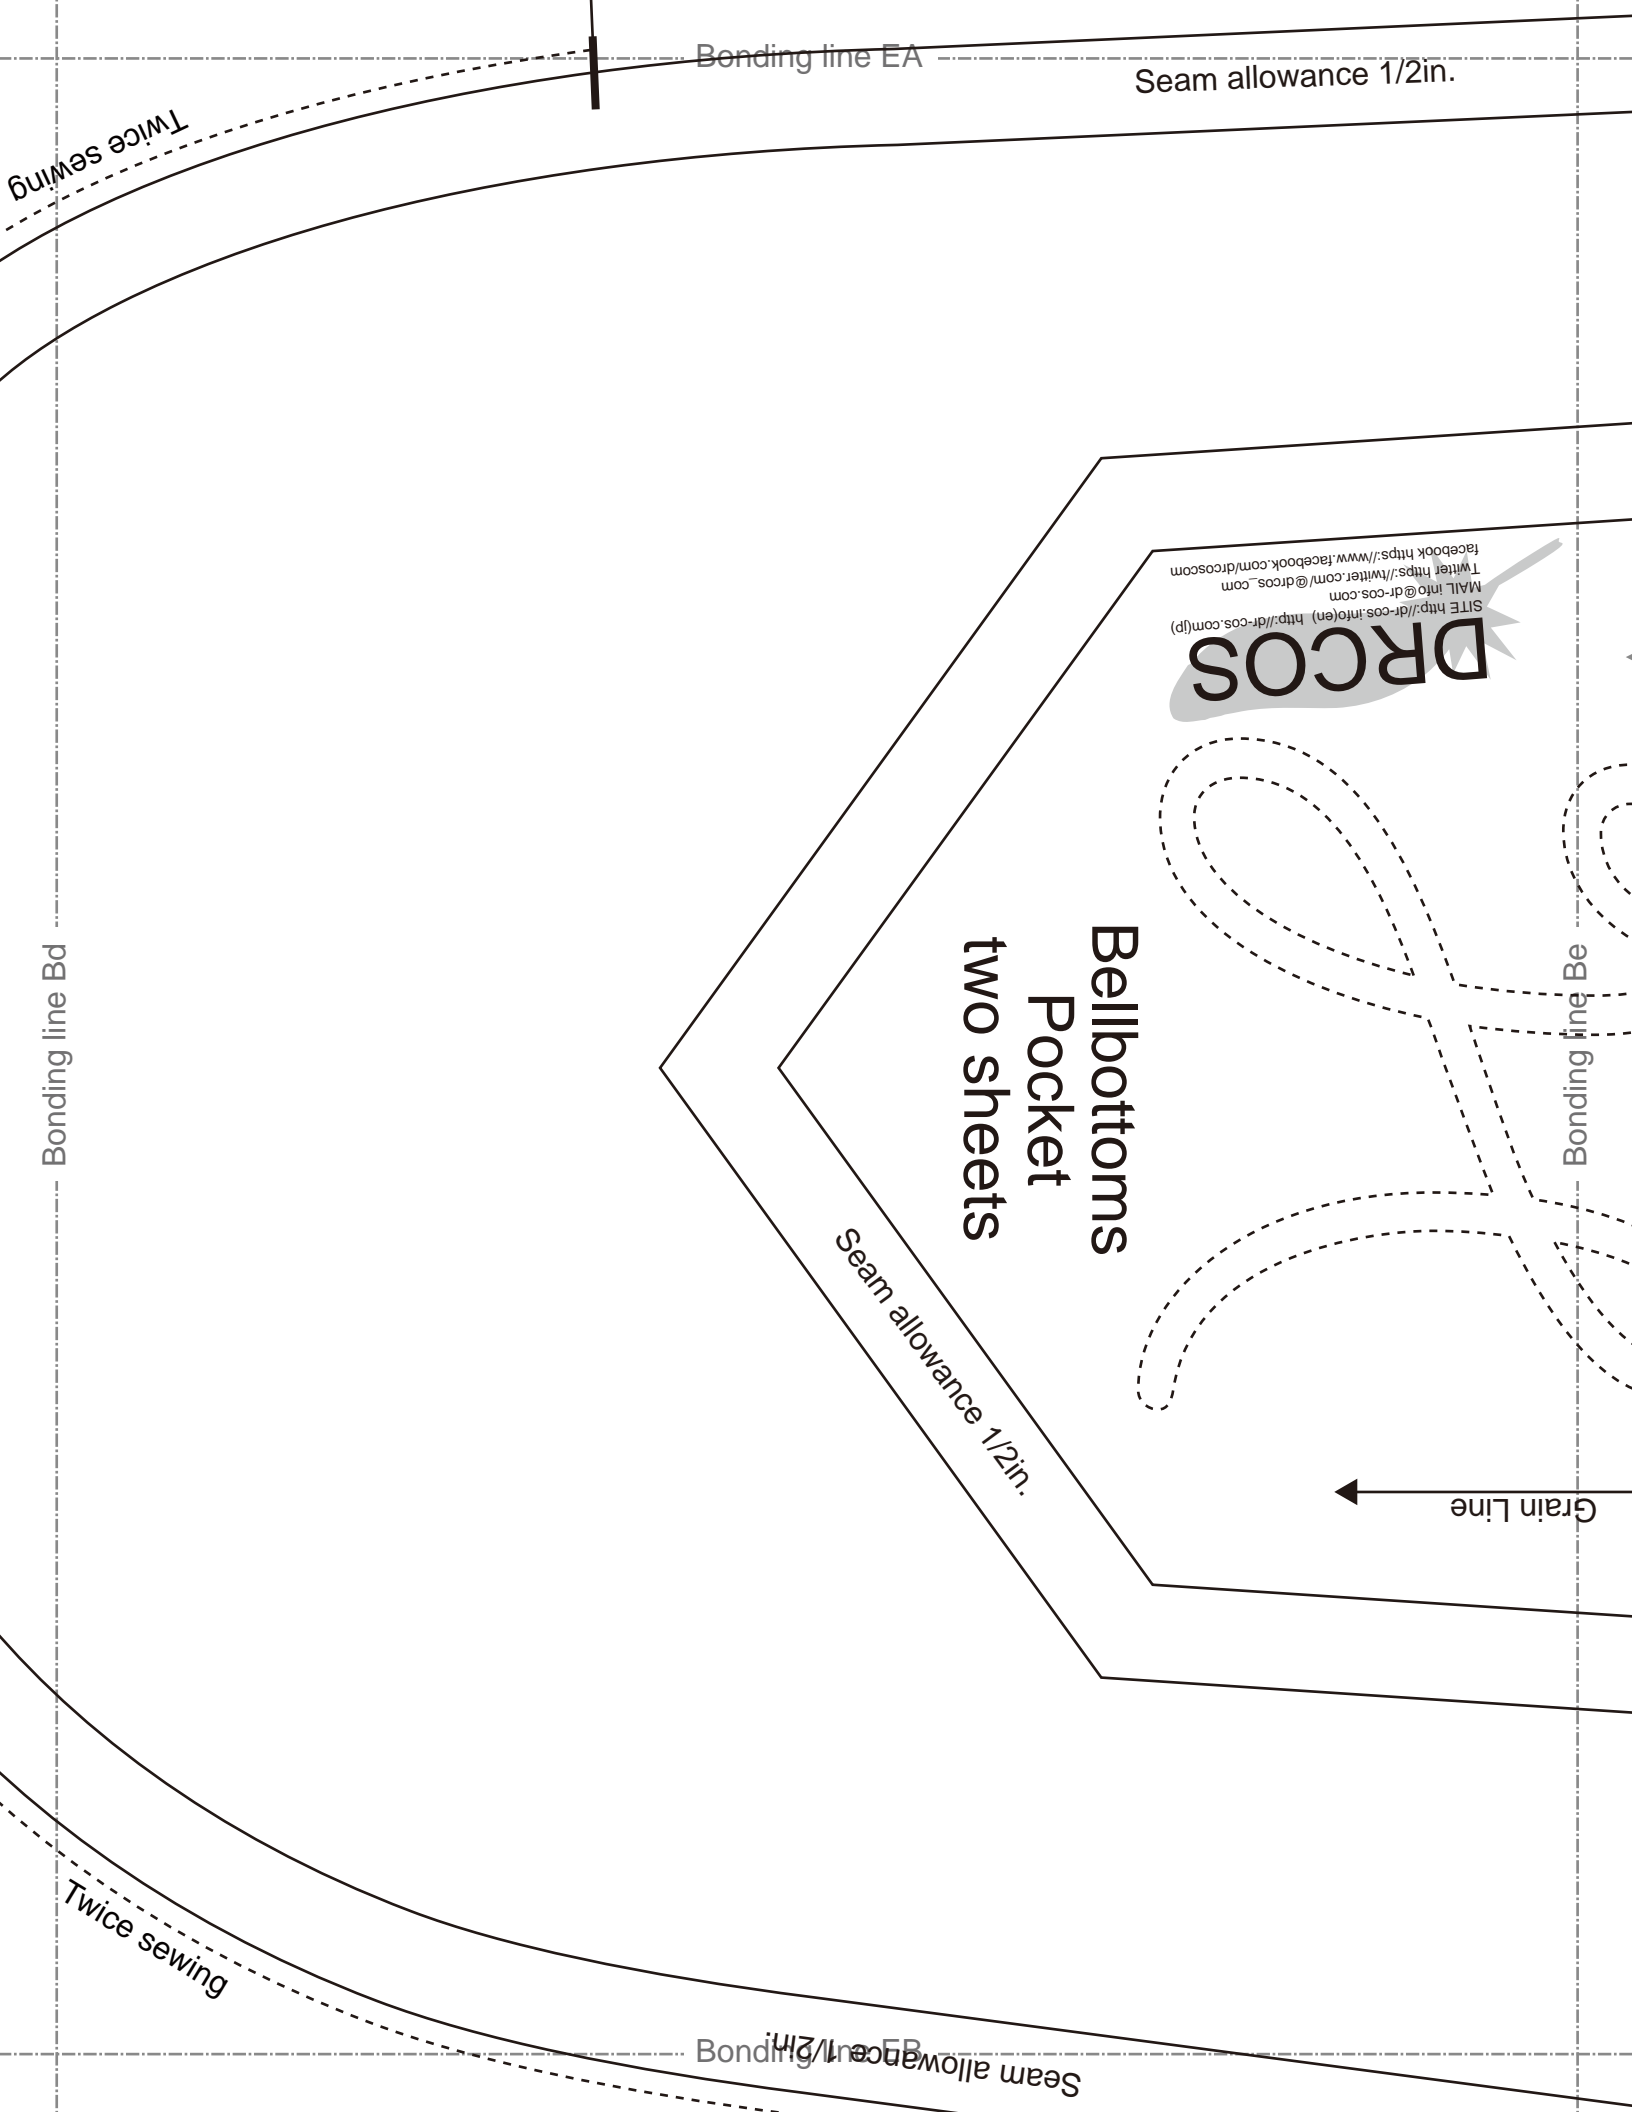 Bonding line EA
Seam allowance 1/2in.
Twice sewing
DRCOS
SITE http://dr-cos.info(en)  http://dr-cos.com(jp)
MAIL info@dr-cos.com
Twitter https://twitter.com/@drcos_com
facebook https://www.facebook.com/drcoscom
Bellbottoms
Pocket
two sheets
Bonding line Bd
Bonding line Be
Seam allowance 1/2in.
Grain Line
Twice sewing
Bonding line EB
Seam allowance 1/2in.